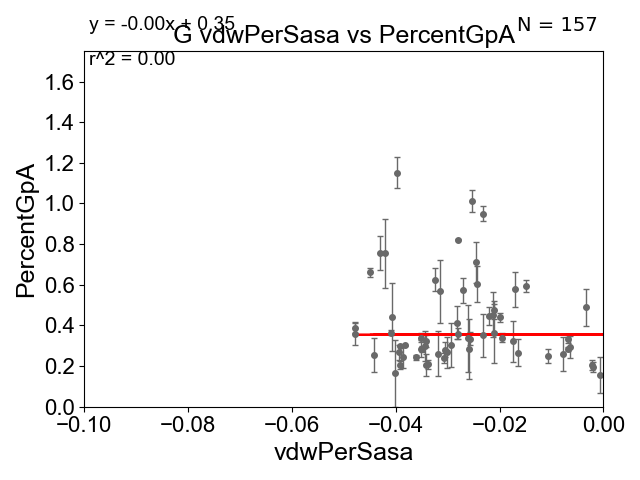 y = -0.00x + 0.35
G vdwPerSasa vs PercentGpA
N = 157
r^2 = 0.00
PercentGpA
1.6
1.4
1.2
1.0
0.8
0.6
0.4
0.2
0.0
−0.10 −0.08 −0.06 −0.04 −0.02 0.00
vdwPerSasa